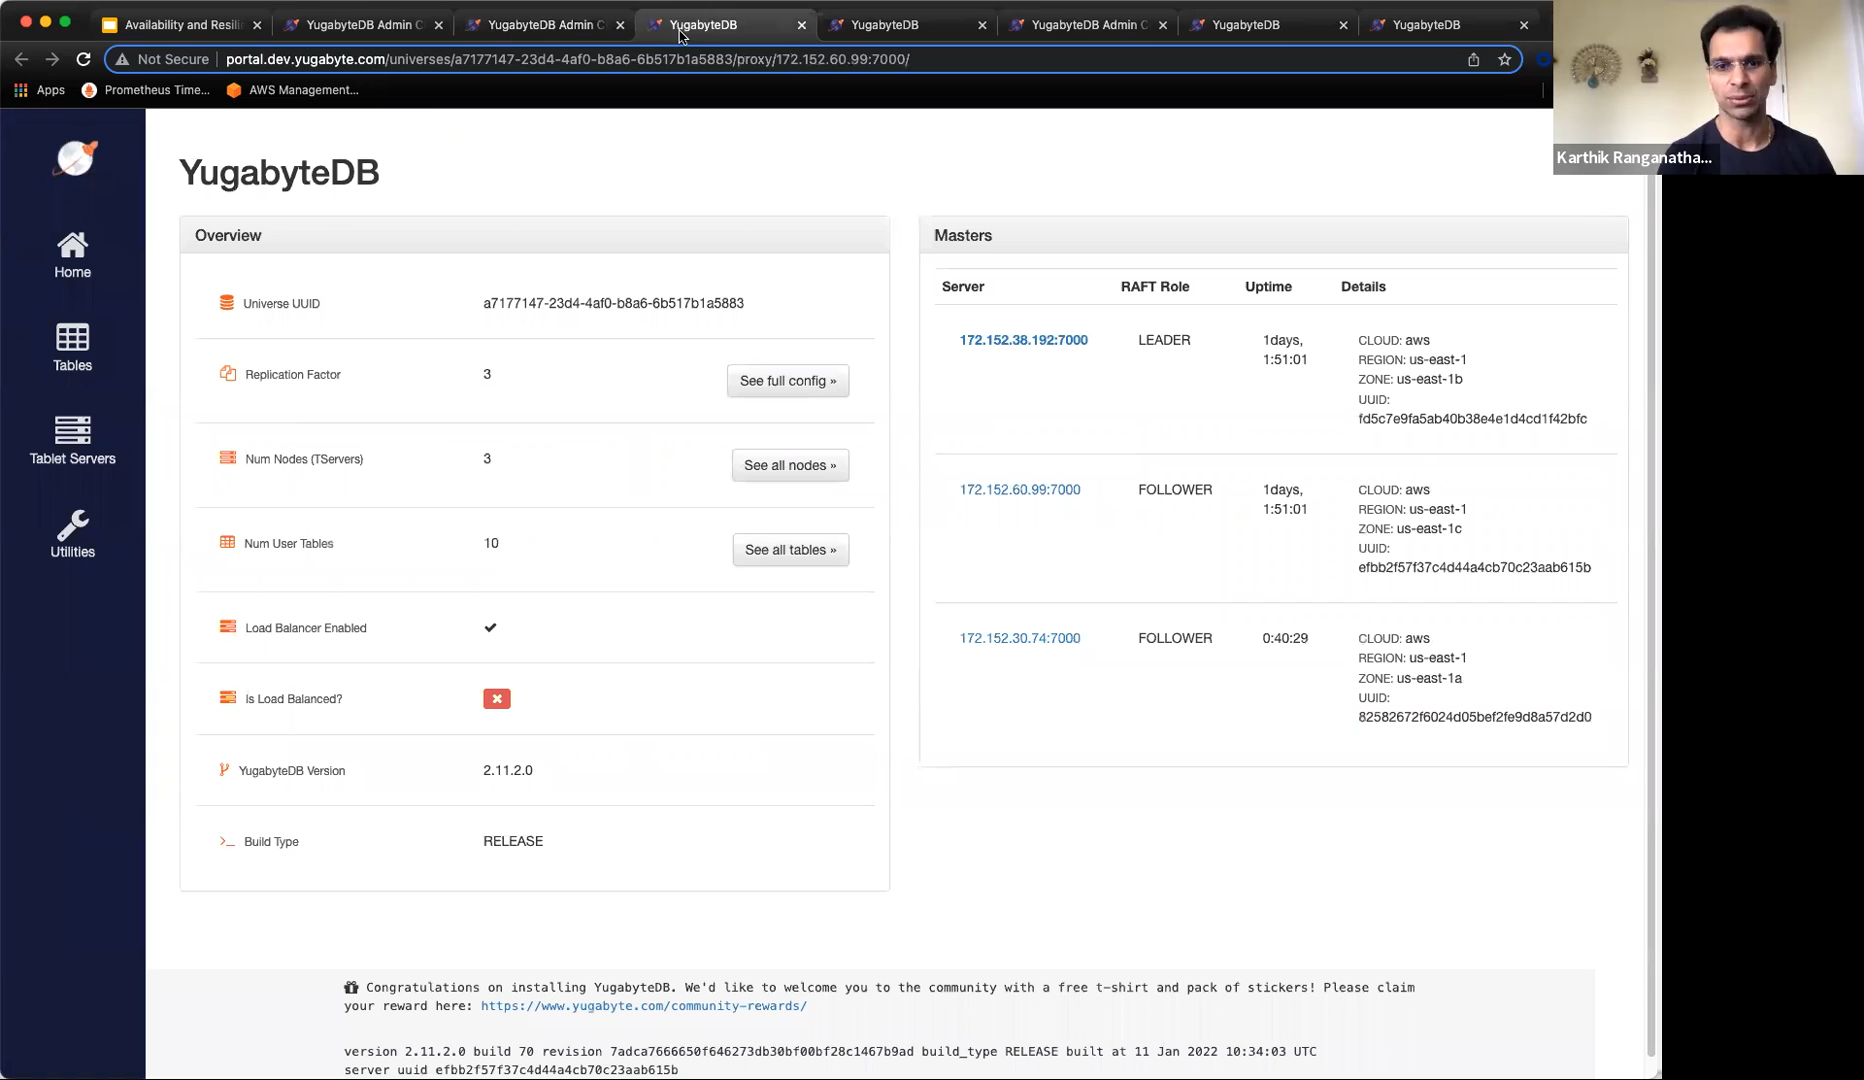 Availability and Resili
YugabyteDB Admin C
YugabyteDB Admin C
YugabyteDB
YugabyteDB
YugabyteDB Admin C
YugabyteDB
YugabyteDB
Not Secure
portal.dev.yugabyte.com/universes/a7177147-23d4-4af0-b8a6-6b517b1a5883/proxy/172.152.60.99:7000/
Apps
Prometheus Time...
AWS Management...
Karthik Ranganatha...
Home
Tables
Tablet Servers
Utilities
YugabyteDB
Overview
Universe UUID
a7177147-23d4-4af0-b8a6-6b517b1a5883
Replication Factor
3
See full config »
Num Nodes (TServers)
3
See all nodes »
Num User Tables
10
See all tables »
Load Balancer Enabled
Is Load Balanced?
YugabyteDB Version
2.11.2.0
Build Type
RELEASE
Masters
Server RAFT Role Uptime Details
172.152.38.192:7000
LEADER
1days,
1:51:01
CLOUD: aws
REGION: us-east-1
ZONE: us-east-1b
UUID:
fd5c7e9fa5ab40b38e4e1d4cd1f42bfc
172.152.60.99:7000
FOLLOWER
1days,
1:51:01
CLOUD: aws
REGION: us-east-1
ZONE: us-east-1c
UUID:
efbb2f57f37c4d44a4cb70c23aab615b
172.152.30.74:7000
FOLLOWER
0:40:29
CLOUD: aws
REGION: us-east-1
ZONE: us-east-1a
UUID:
82582672f6024d05bef2fe9d8a57d2d0
Congratulations on installing YugabyteDB. We'd like to welcome you to the community with a free t-shirt and pack of stickers! Please claim
your reward here: https://www.yugabyte.com/community-rewards/
version 2.11.2.0 build 70 revision 7adca7666650f646273db30bf00bf28c1467b9ad build_type RELEASE built at 11 Jan 2022 10:34:03 UTC
server uuid efbb2f57f37c4d44a4cb70c23aab615b